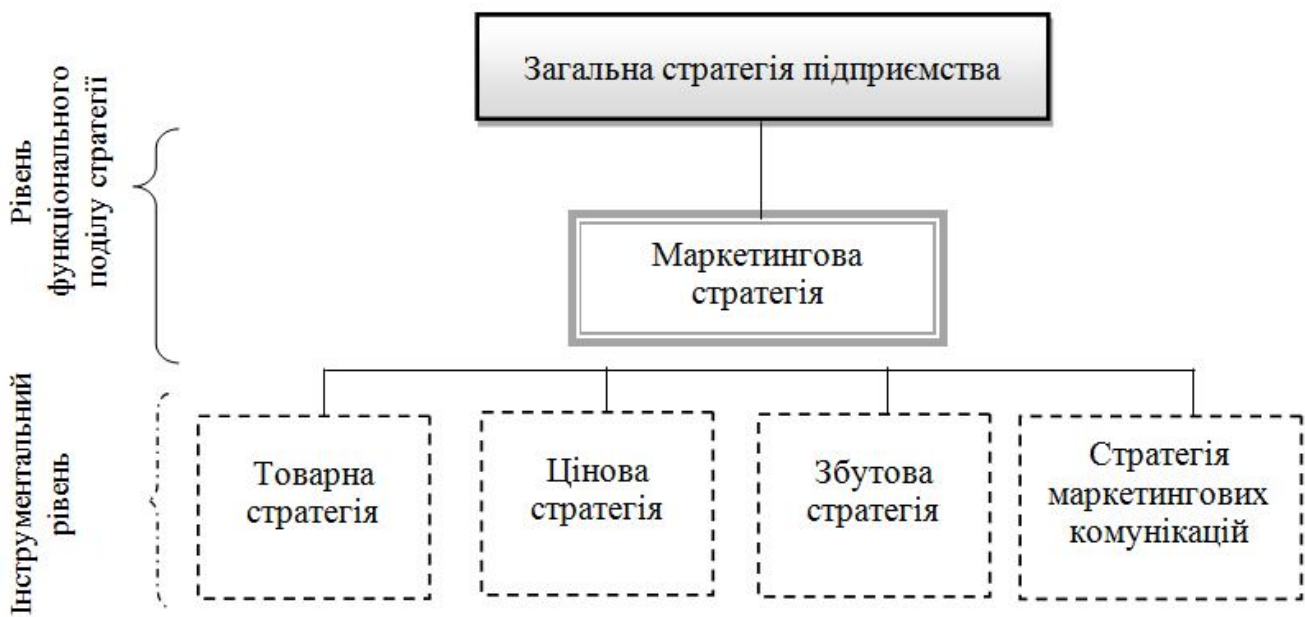 Загальна стратегія підприємства
Рівень
функціонального
поділу стратегії
Маркетингова
стратегія
Інструментальний
рівень
Товарна
стратегія
Цінова
стратегія
Збутова
стратегія
Стратегія
маркетингових
комунікацій